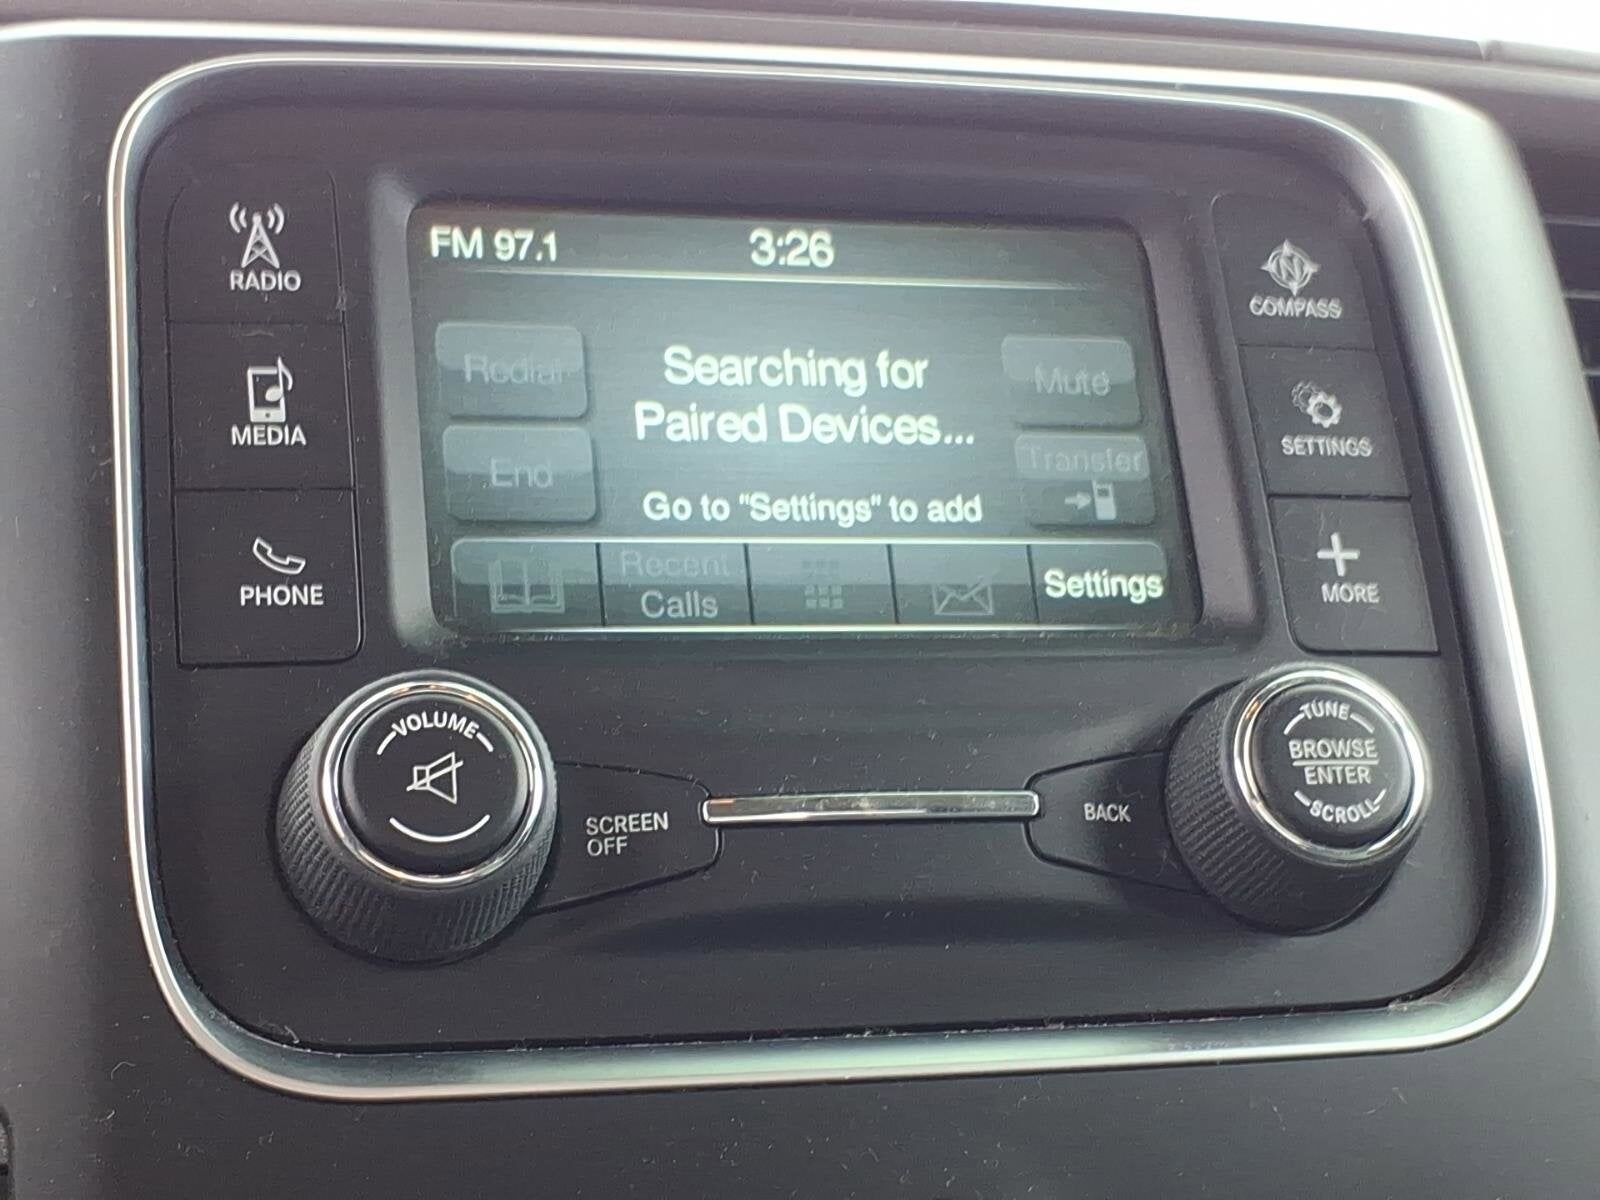 FM 97.1
3:26
RADIO
MEDIA
PHONE
Redial
End
Searching for
Paired Devices...
Go to "Settings" to add
Mute
Transfer
Recent
Calls
Settings
N
COMPASS
SETTINGS
MORE
VOLUME
SCREEN
OFF
BACK
TUNE
BROWSE
ENTER
SCROLL